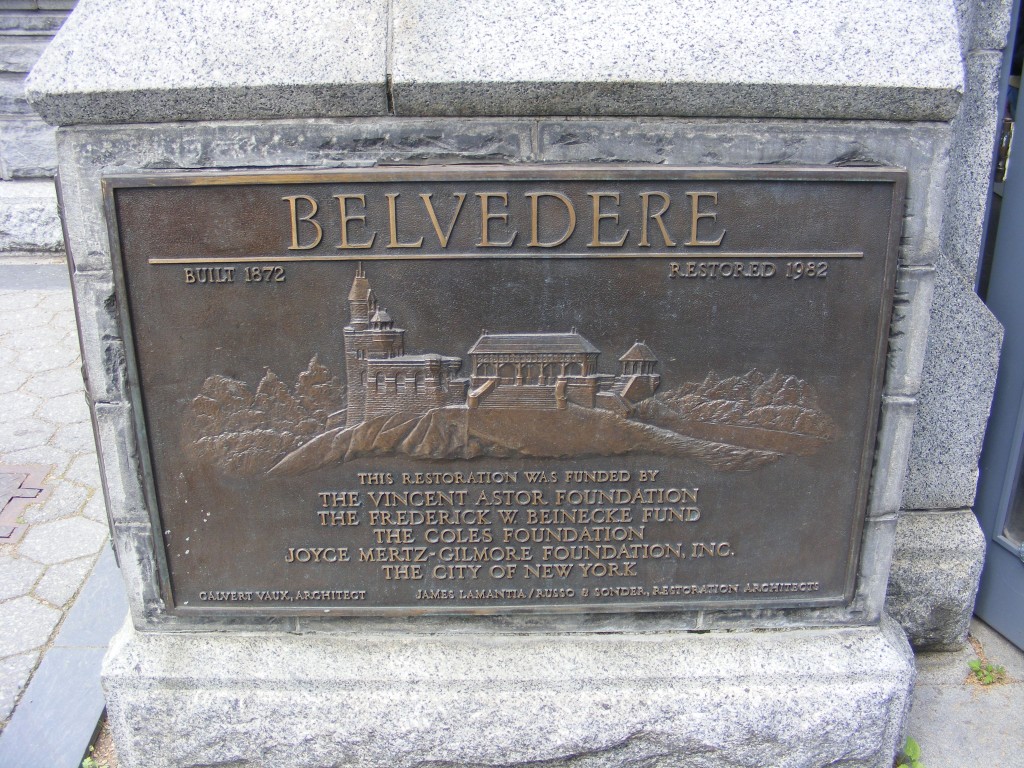 BELVEDERE
BUILT 1872 RESTORED 1982
THIS RESTORATION WAS FUNDED BY
THE VINCENT ASTOR FOUNDATION
THE FREDERICK W. BEINECKE FUND
THE COLES FOUNDATION
JOYCE MERTZ-GILMORE FOUNDATION, INC.
THE CITY OF NEW YORK
CALVERT VAUX, ARCHITECT JAMES LAMANTIA/RUSSO & SONDER, RESTORATION ARCHITECTS